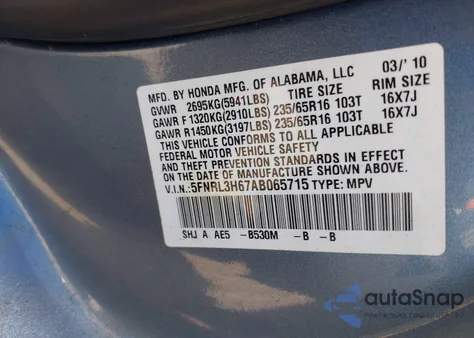 MFD. BY HONDA MFG. OF ALABAMA, LLC 03/' 10
GVWR 2695KG(5941LBS) TIRE SIZE RIM SIZE
GAWR F 1320KG(2910LBS) 235/65R16 103T 16X7J
GAWR R1450KG(3197LBS) 235/65R16 103T 16X7J
THIS VEHICLE CONFORMS TO ALL APPLICABLE
FEDERAL MOTOR VEHICLE SAFETY
AND THEFT PREVENTION STANDARDS IN EFFECT
ON THE DATE OF MANUFACTURE SHOWN ABOVE.
V.I.N.: 5FNRL3H67AB065715 TYPE: MPV
SHJ A AE5 -B530M -B -B
autoSnap